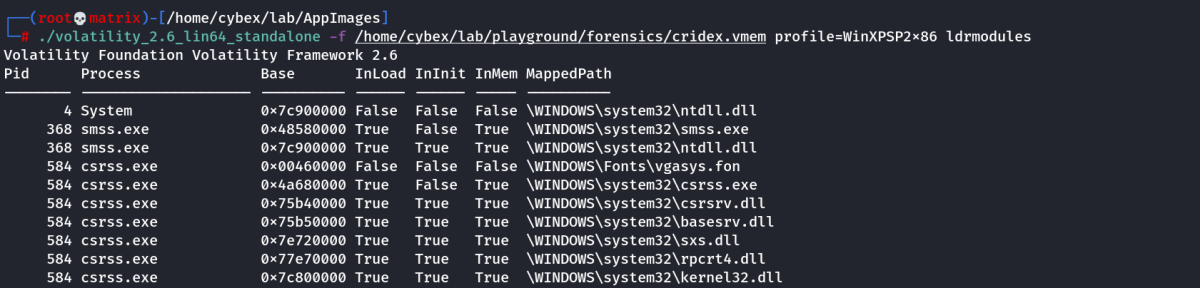 ┌──(root💀matrix)-[/home/cybex/lab/AppImages]
└─# ./volatility_2.6_lin64_standalone -f /home/cybex/lab/playground/forensics/cridex.vmem profile=WinXPSP2×86 ldrmodules
Volatility Foundation Volatility Framework 2.6
Pid      Process              Base       InLoad InInit InMem MappedPath
-------- -------------------- ---------- ------ ------ ----- ----------
       4 System               0×7c900000 False  False  False \WINDOWS\system32\ntdll.dll
     368 smss.exe             0×48580000 True   False  True  \WINDOWS\system32\smss.exe
     368 smss.exe             0×7c900000 True   True   True  \WINDOWS\system32\ntdll.dll
     584 csrss.exe            0×00460000 False  False  False \WINDOWS\Fonts\vgasys.fon
     584 csrss.exe            0×4a680000 True   False  True  \WINDOWS\system32\csrss.exe
     584 csrss.exe            0×75b40000 True   True   True  \WINDOWS\system32\csrsrv.dll
     584 csrss.exe            0×75b50000 True   True   True  \WINDOWS\system32\basesrv.dll
     584 csrss.exe            0×7e720000 True   True   True  \WINDOWS\system32\sxs.dll
     584 csrss.exe            0×77e70000 True   True   True  \WINDOWS\system32\rpcrt4.dll
     584 csrss.exe            0×7c800000 True   True   True  \WINDOWS\system32\kernel32.dll